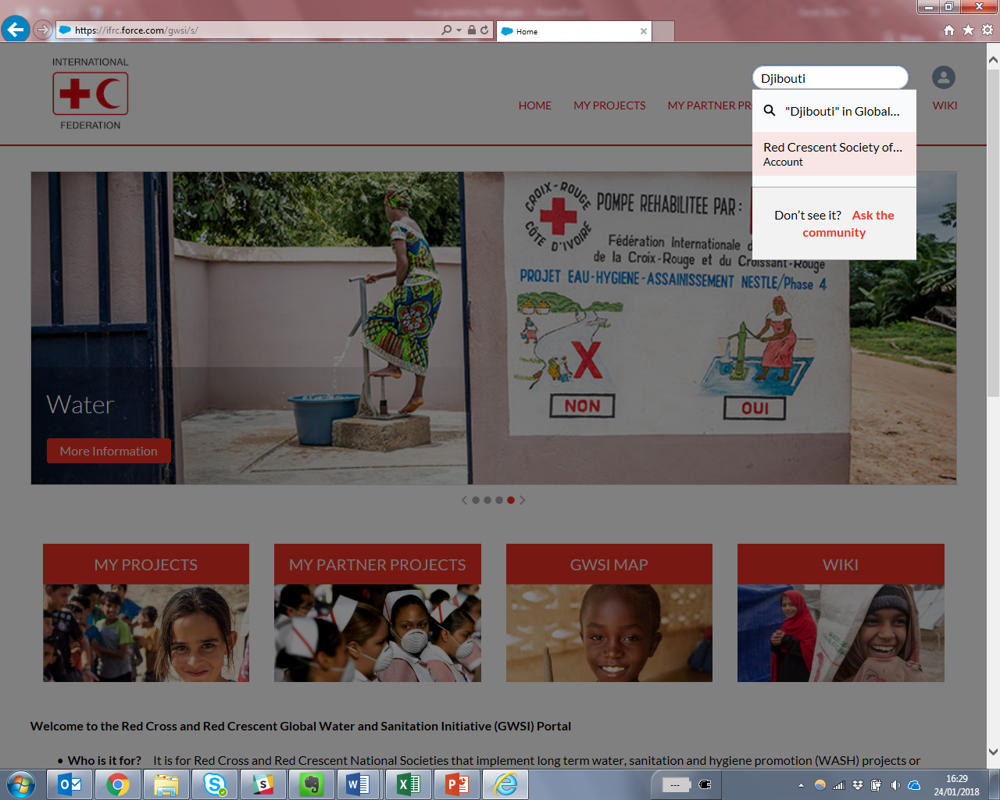 https://ifrc.force.com/gwsi/s/
Home
INTERNATIONAL
FEDERATION
Djibouti
HOME
MY PROJECTS
MY PARTNER PR
WIKI
"Djibouti" in Global...
Red Crescent Society of...
Account
Don't see it? Ask the
community
CROIX-ROUGE
CÔTE D'IVOIRE
POMPE REHABILITEE PAR:
Fédération Internationale d
de la Croix-Rouge et du Croissant-Rouge
PROJET EAU-HYGIENE-ASSAINISSEMENT NESTLE/Phase 4
X
NON
OUI
Water
More Information
MY PROJECTS
MY PARTNER PROJECTS
GWSI MAP
WIKI
Welcome to the Red Cross and Red Crescent Global Water and Sanitation Initiative (GWSI) Portal
• Who is it for? It is for Red Cross and Red Crescent National Societies that implement long term water, sanitation and hygiene promotion (WASH) projects or
16:29
24/01/2018